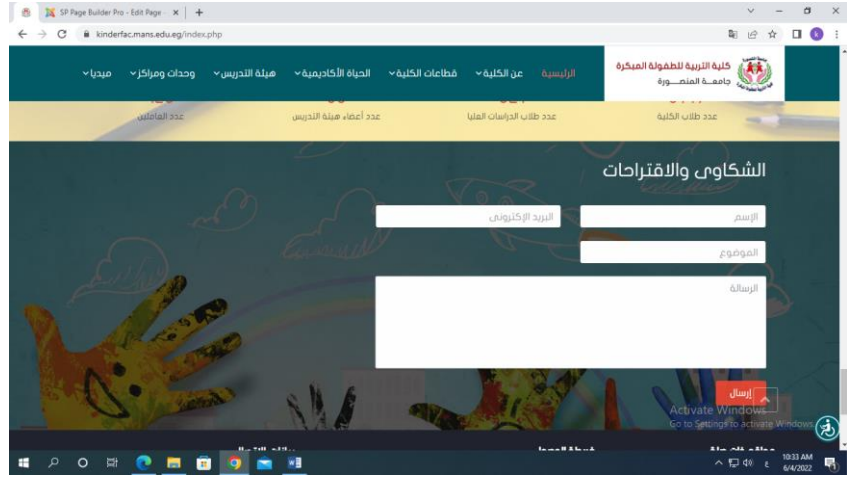 SP Page Builder Pro - Edit Page
kinderfac.mans.edu.eg/index.php
كلية التربية للطفولة المبكرة
جامعــة المنصــــورة
الرئيسية عن الكلية قطاعات الكلية الحياة الأكاديمية هيئة التدريس وحدات ومراكز ميديا
عدد طلاب الكلية عدد طلاب الدراسات العليا عدد أعضاء هيئة التدريس عدد العاملين
الشكاوى والاقتراحات
الإسم البريد الإكترونى
الموضوع
الرسالة
إرسال
Activate Windows
Go to Settings to activate Windows.
10:33 AM
6/4/2022